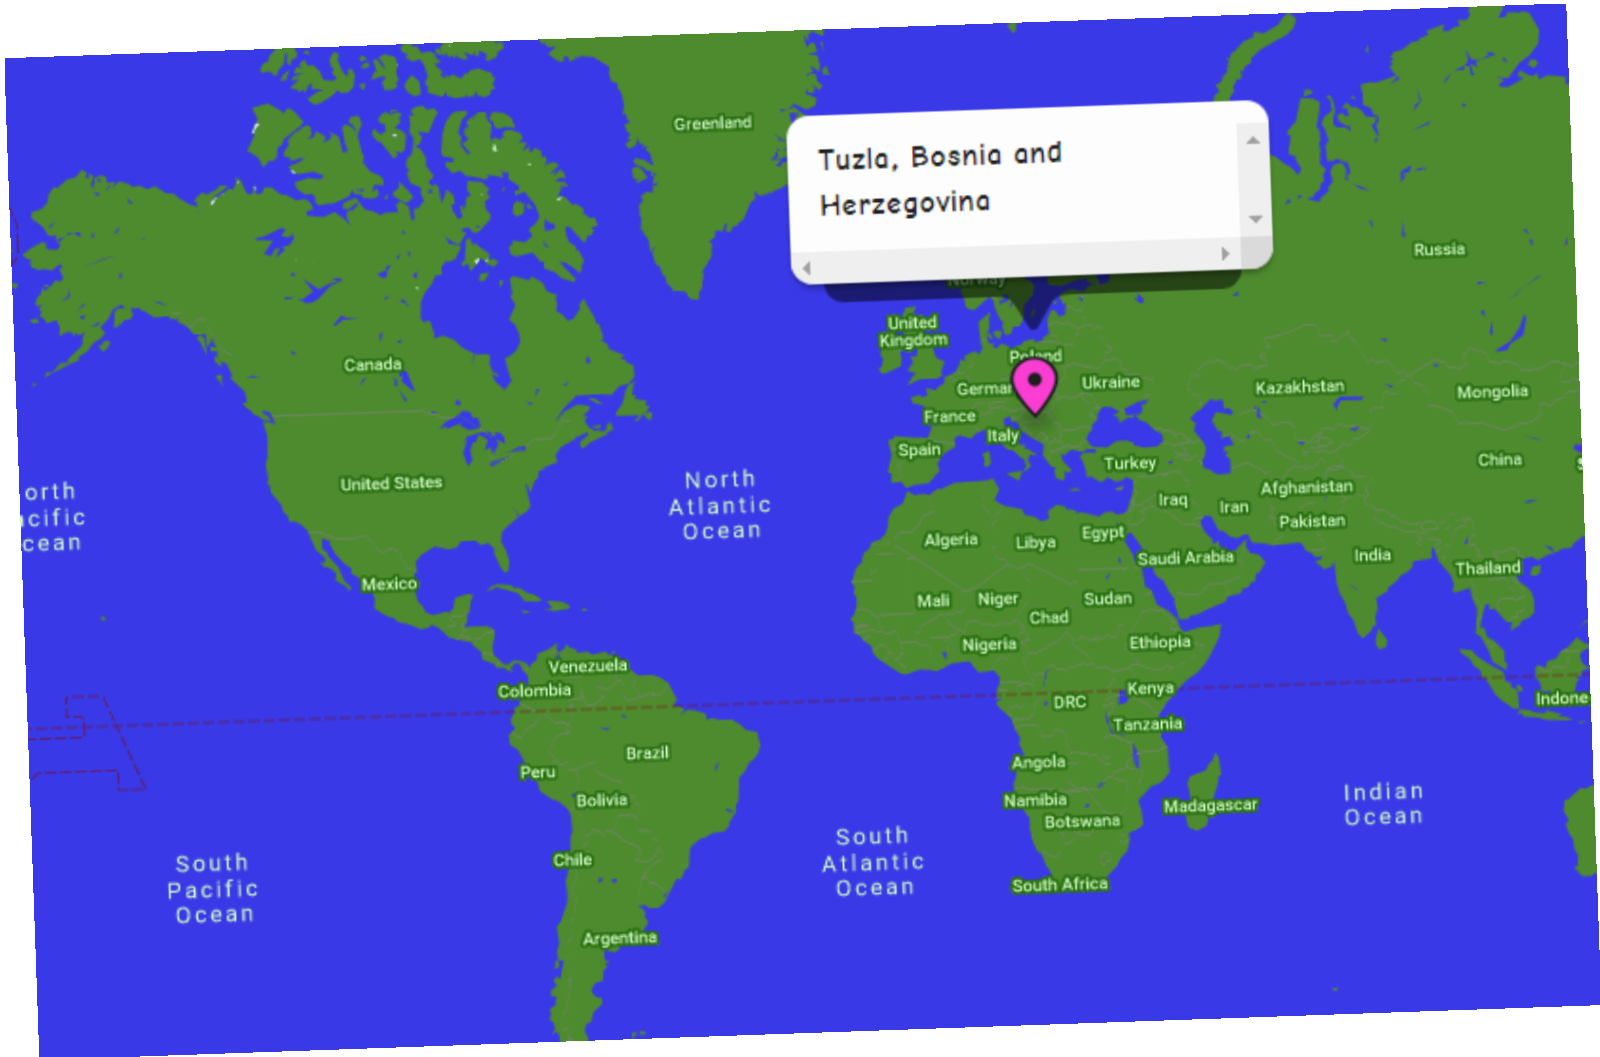 Greenland
Tuzla, Bosnia and
Herzegovina
Russia
Norway
United
Kingdom
Poland
Canada
Ukraine
Kazakhstan
Mongolia
France
Italy
Spain
Turkey
China
United States
North
Atlantic
Ocean
Iraq
Iran
Afghanistan
Pakistan
Algeria
Libya
Egypt
Saudi Arabia
India
Thailand
Mexico
Mali
Niger
Chad
Sudan
Nigeria
Ethiopia
Venezuela
Colombia
DRC
Kenya
Tanzania
Brazil
Peru
Bolivia
Angola
Namibia
Botswana
Madagascar
Indian
Ocean
South
Pacific
Ocean
Chile
South
Atlantic
Ocean
South Africa
Argentina